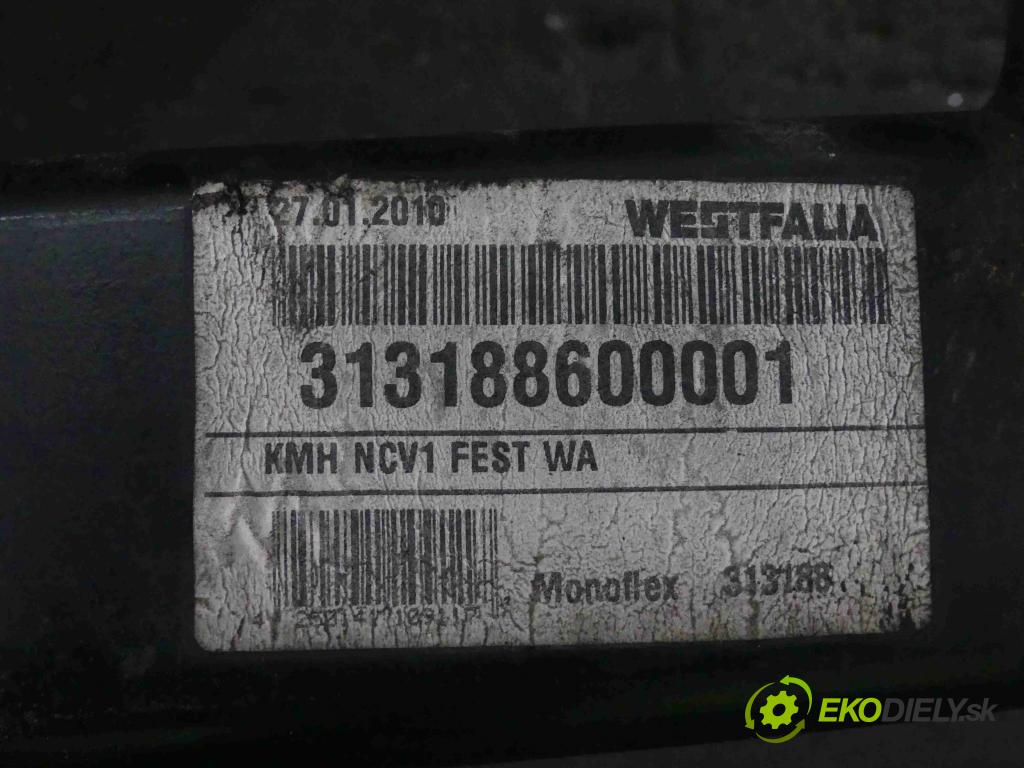 27.01.2010 WESTFALIA
313188600001
KMH NCV1 FEST WA
Monoflex 313188
EKODIELY.sk